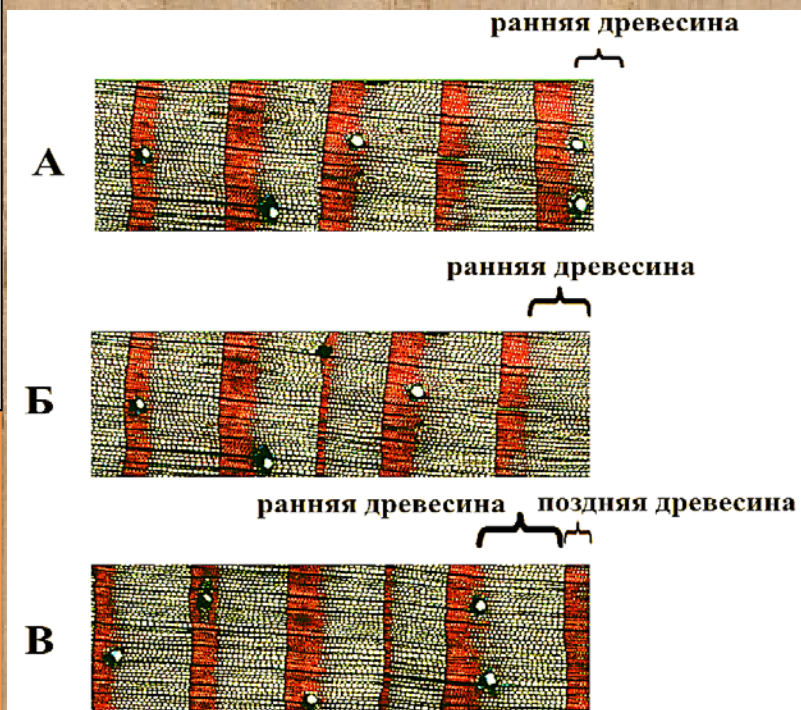 ранняя древесина
А
ранняя древесина
Б
ранняя древесина поздняя древесина
В